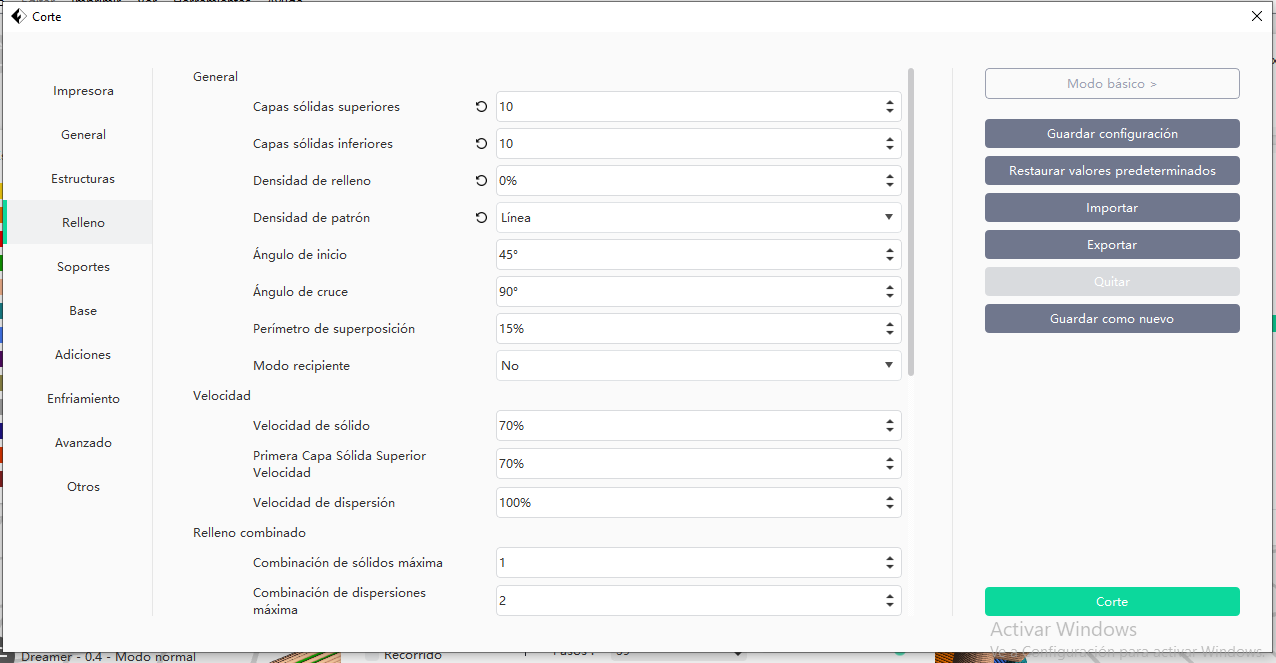 Corte
Impresora
General
Estructuras
Relleno
Soportes
Base
Adiciones
Enfriamiento
Avanzado
Otros
General
Capas sólidas superiores 10
Capas sólidas inferiores 10
Densidad de relleno 0%
Densidad de patrón Línea
Ángulo de inicio 45°
Ángulo de cruce 90°
Perímetro de superposición 15%
Modo recipiente No
Velocidad
Velocidad de sólido 70%
Primera Capa Sólida Superior
Velocidad 70%
Velocidad de dispersión 100%
Relleno combinado
Combinación de sólidos máxima 1
Combinación de dispersiones
máxima 2
Modo básico >
Guardar configuración
Restaurar valores predeterminados
Importar
Exportar
Quitar
Guardar como nuevo
Corte
Activar Windows
Ve a Configuración para activar Windows.
Dreamer - 0.4 - Modo normal
Recorrido